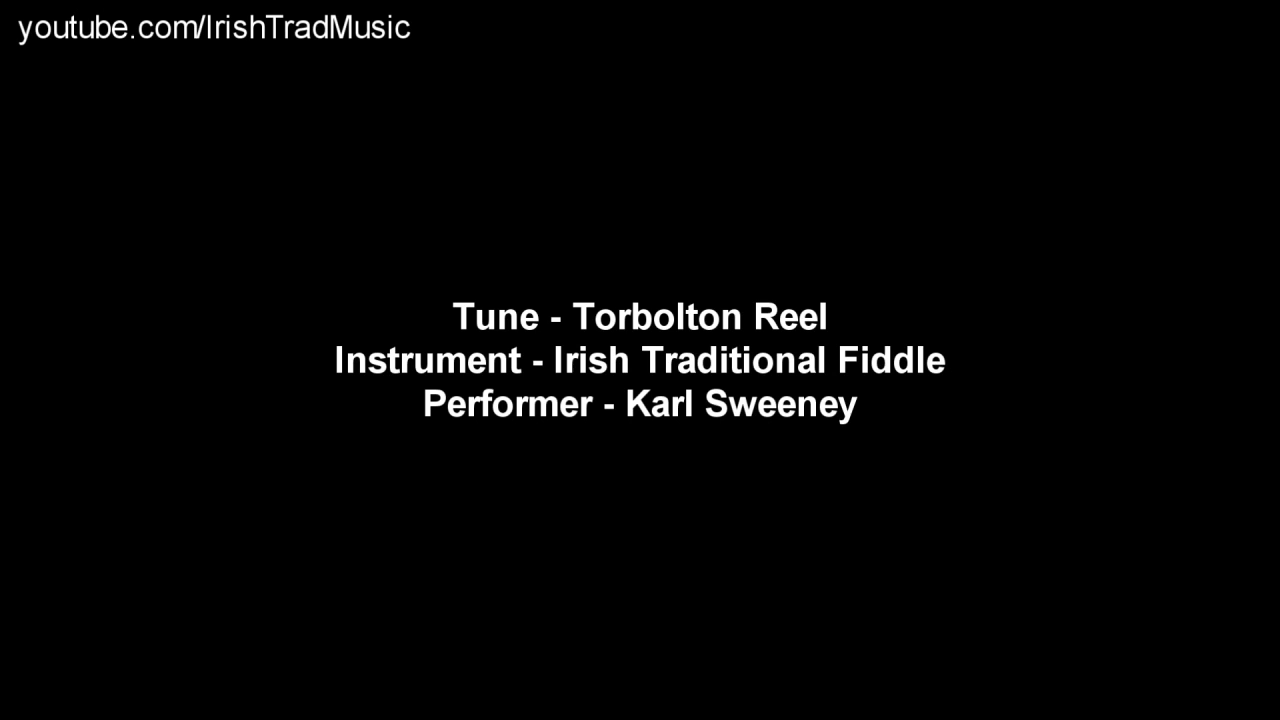 youtube.com/IrishTradMusic
Tune - Torbolton Reel
Instrument - Irish Traditional Fiddle
Performer - Karl Sweeney